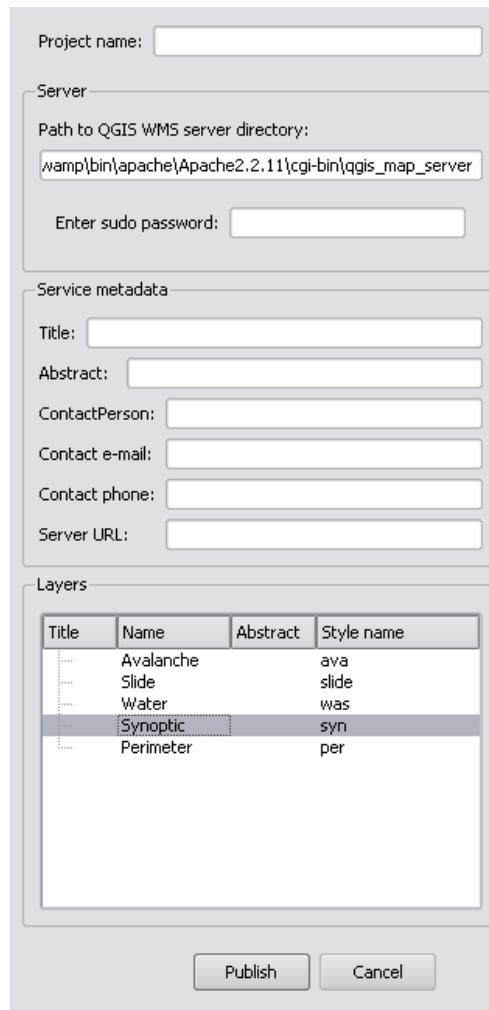 Project name:
Server
Path to QGIS WMS server directory:
wamp\bin\apache\Apache2.2.11\cgi-bin\qgis_map_server
Enter sudo password:
Service metadata
Title:
Abstract:
ContactPerson:
Contact e-mail:
Contact phone:
Server URL:
Layers
Title Name Abstract Style name
Avalanche ava
Slide slide
Water was
Synoptic syn
Perimeter per
Publish Cancel